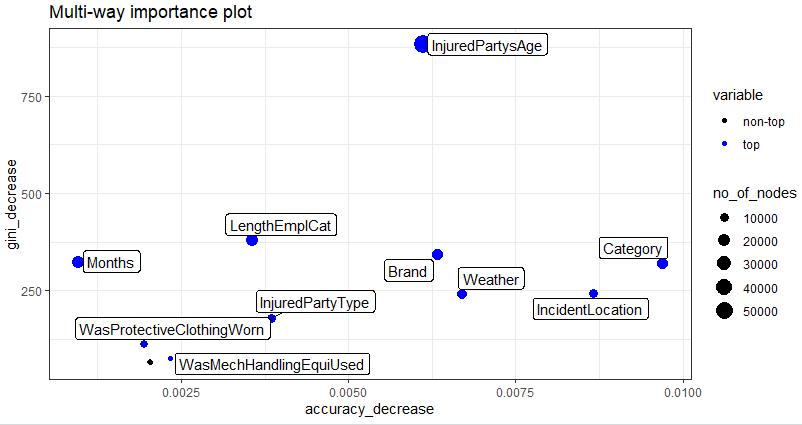 Multi-way importance plot
InjuredPartysAge
750
variable
non-top
top
gini_decrease
500
no_of_nodes
LengthEmplCat
10000
Category
20000
Months
Brand
Weather
30000
250
InjuredPartyType
IncidentLocation
40000
50000
WasProtectiveClothingWorn
WasMechHandlingEquiUsed
0.0025
0.0050
0.0075
0.0100
accuracy_decrease